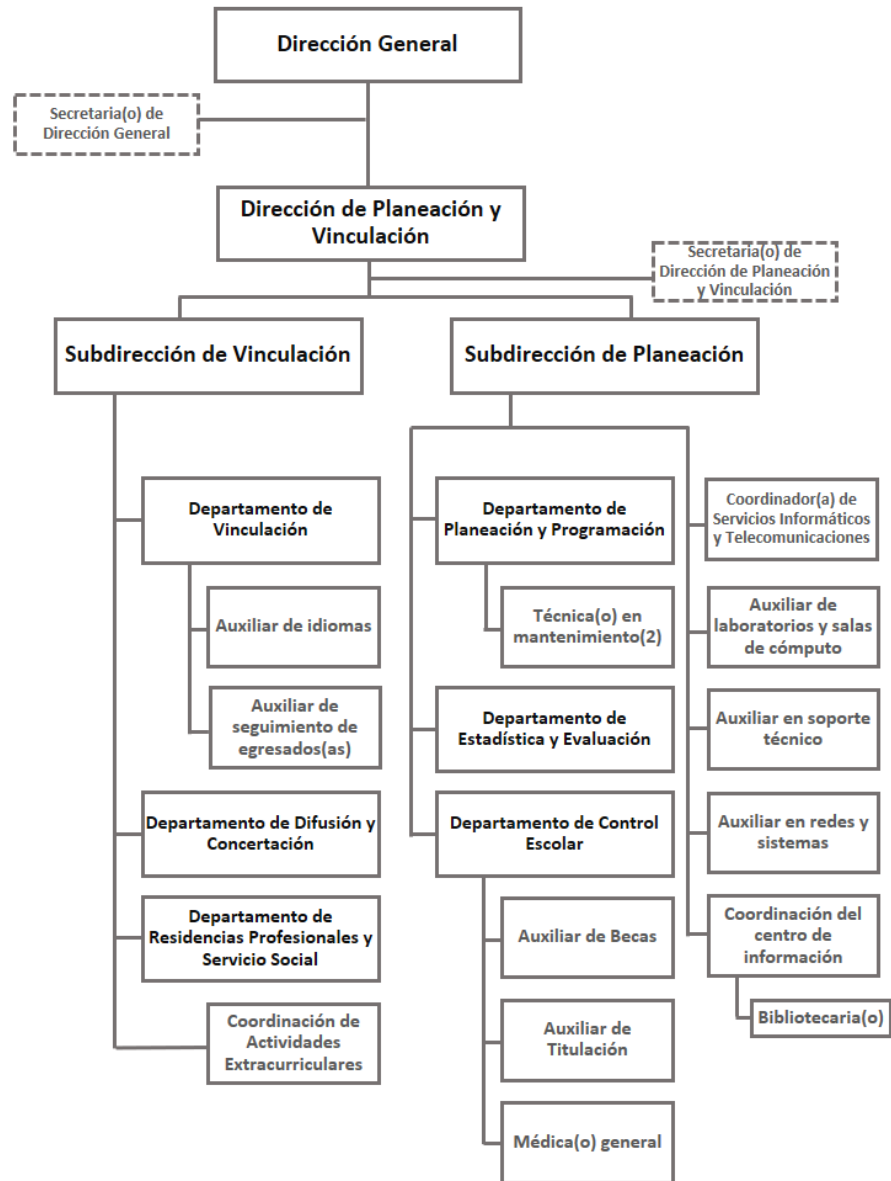 Dirección General
Secretaria(o) de
Dirección General
Dirección de Planeación y
Vinculación
Secretaria(o) de
Dirección de Planeación
y Vinculación
Subdirección de Vinculación
Subdirección de Planeación
Departamento de
Vinculación
Auxiliar de idiomas
Auxiliar de
seguimiento de
egresados(as)
Departamento de Difusión y
Concertación
Departamento de
Residencias Profesionales y
Servicio Social
Coordinación de
Actividades
Extracurriculares
Departamento de
Planeación y Programación
Técnica(o) en
mantenimiento(2)
Departamento de
Estadística y Evaluación
Departamento de Control
Escolar
Auxiliar de Becas
Auxiliar de
Titulación
Médica(o) general
Coordinador(a) de
Servicios Informáticos
y Telecomunicaciones
Auxiliar de
laboratorios y salas
de cómputo
Auxiliar en soporte
técnico
Auxiliar en redes y
sistemas
Coordinación del
centro de
información
Bibliotecaria(o)